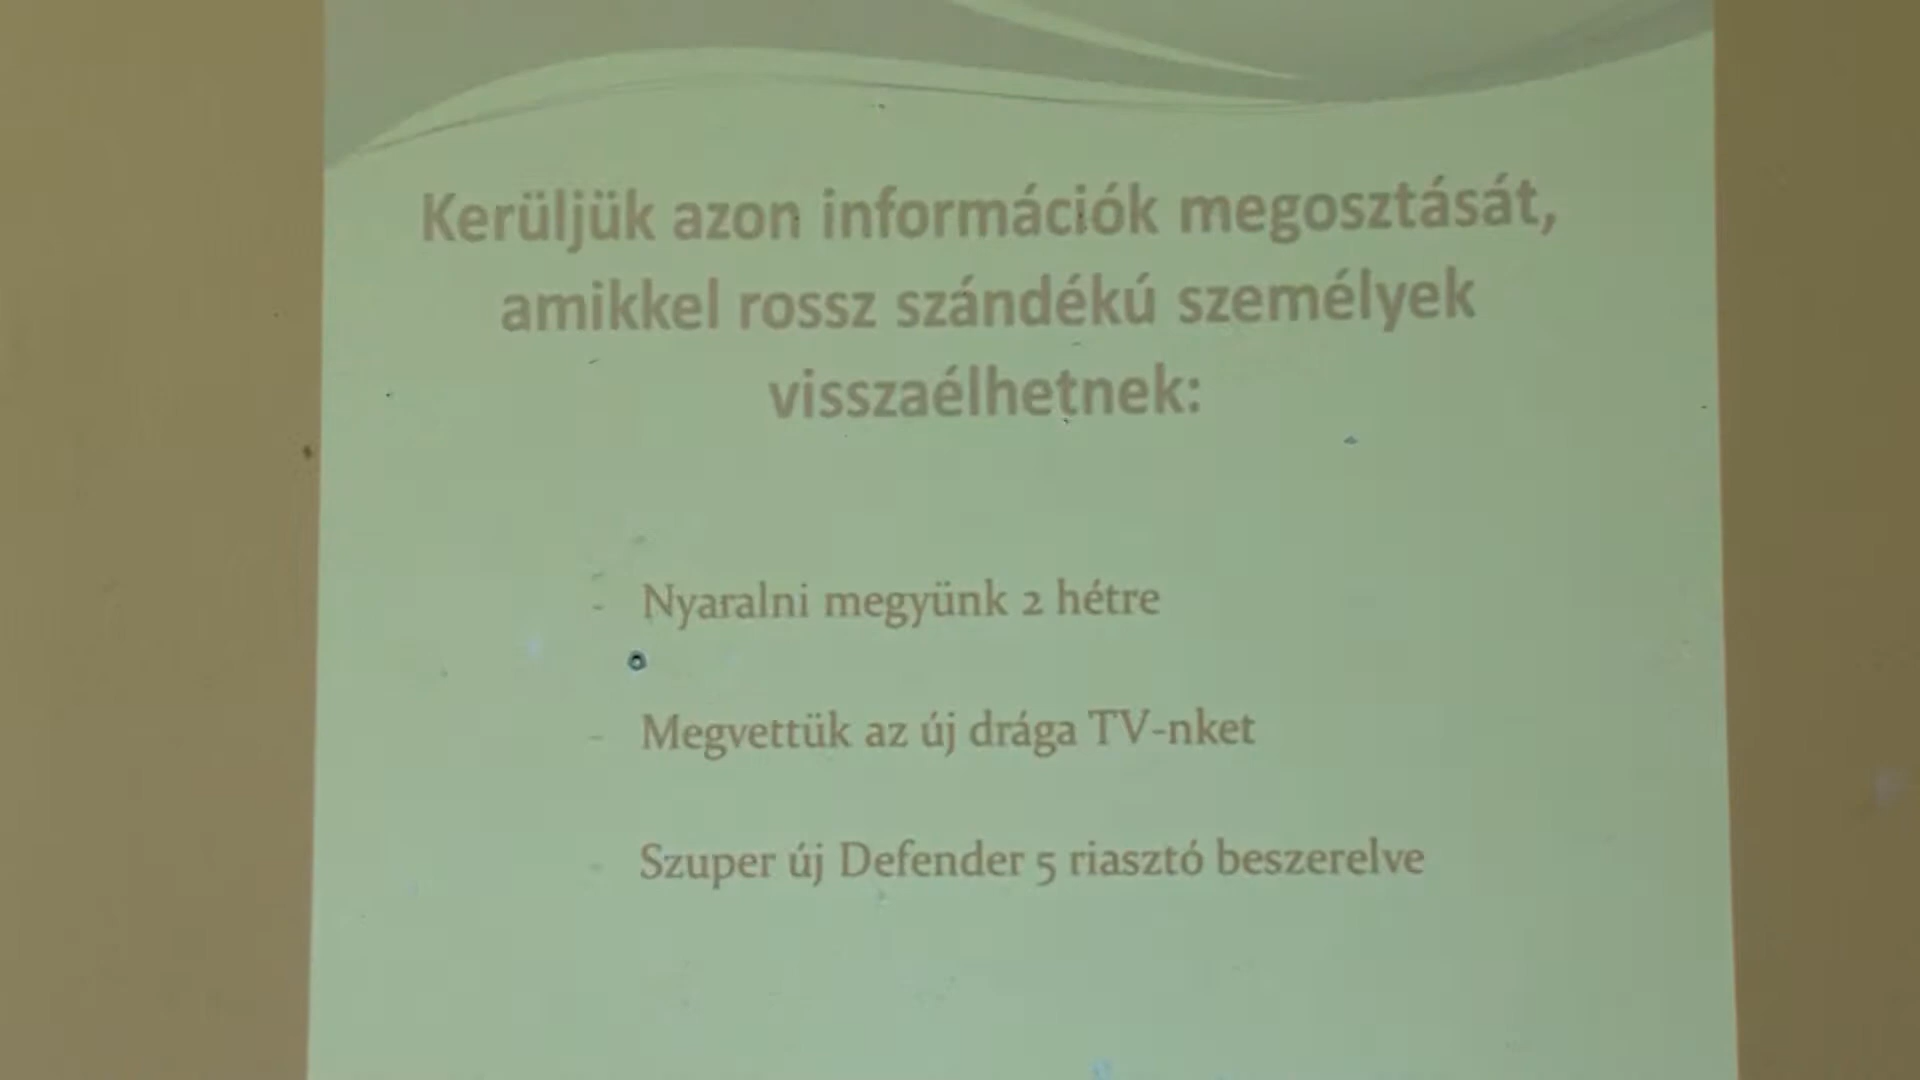 Kerüljük azon információk megosztását,
amikkel rossz szándékú személyek
visszaélhetnek:
- Nyaralni megyünk 2 hétre
- Megvettük az új drága TV-nket
- Szuper új Defender 5 riasztó beszerelve